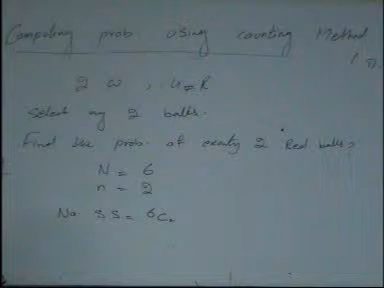 Computing prob using counting Method
2 W , 4 R
Select any 2 balls.
Find the prob. of exactly 2 Red balls
N = 6
n = 2
No. SS = 6C₂